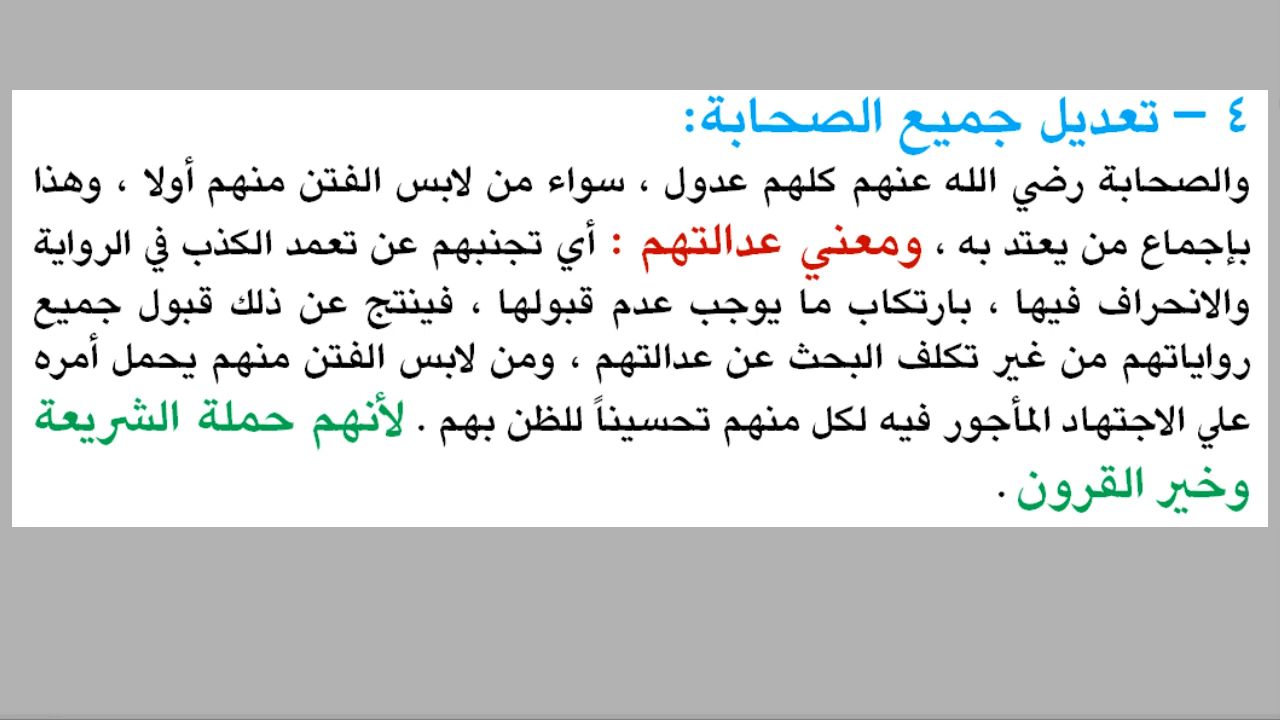 ٤ – تعديل جميع الصحابة:
والصحابة رضي الله عنهم كلهم عدول ، سواء من لابس الفتن منهم أولا ، وهذا
بإجماع من يعتد به ، ومعني عدالتهم : أي تجنبهم عن تعمد الكذب في الرواية
والانحراف فيها ، بارتكاب ما يوجب عدم قبولها ، فينتج عن ذلك قبول جميع
رواياتهم من غير تكلف البحث عن عدالتهم ، ومن لابس الفتن منهم يحمل أمره
علي الاجتهاد المأجور فيه لكل منهم تحسيناً للظن بهم . لأنهم حملة الشريعة
وخير القرون .